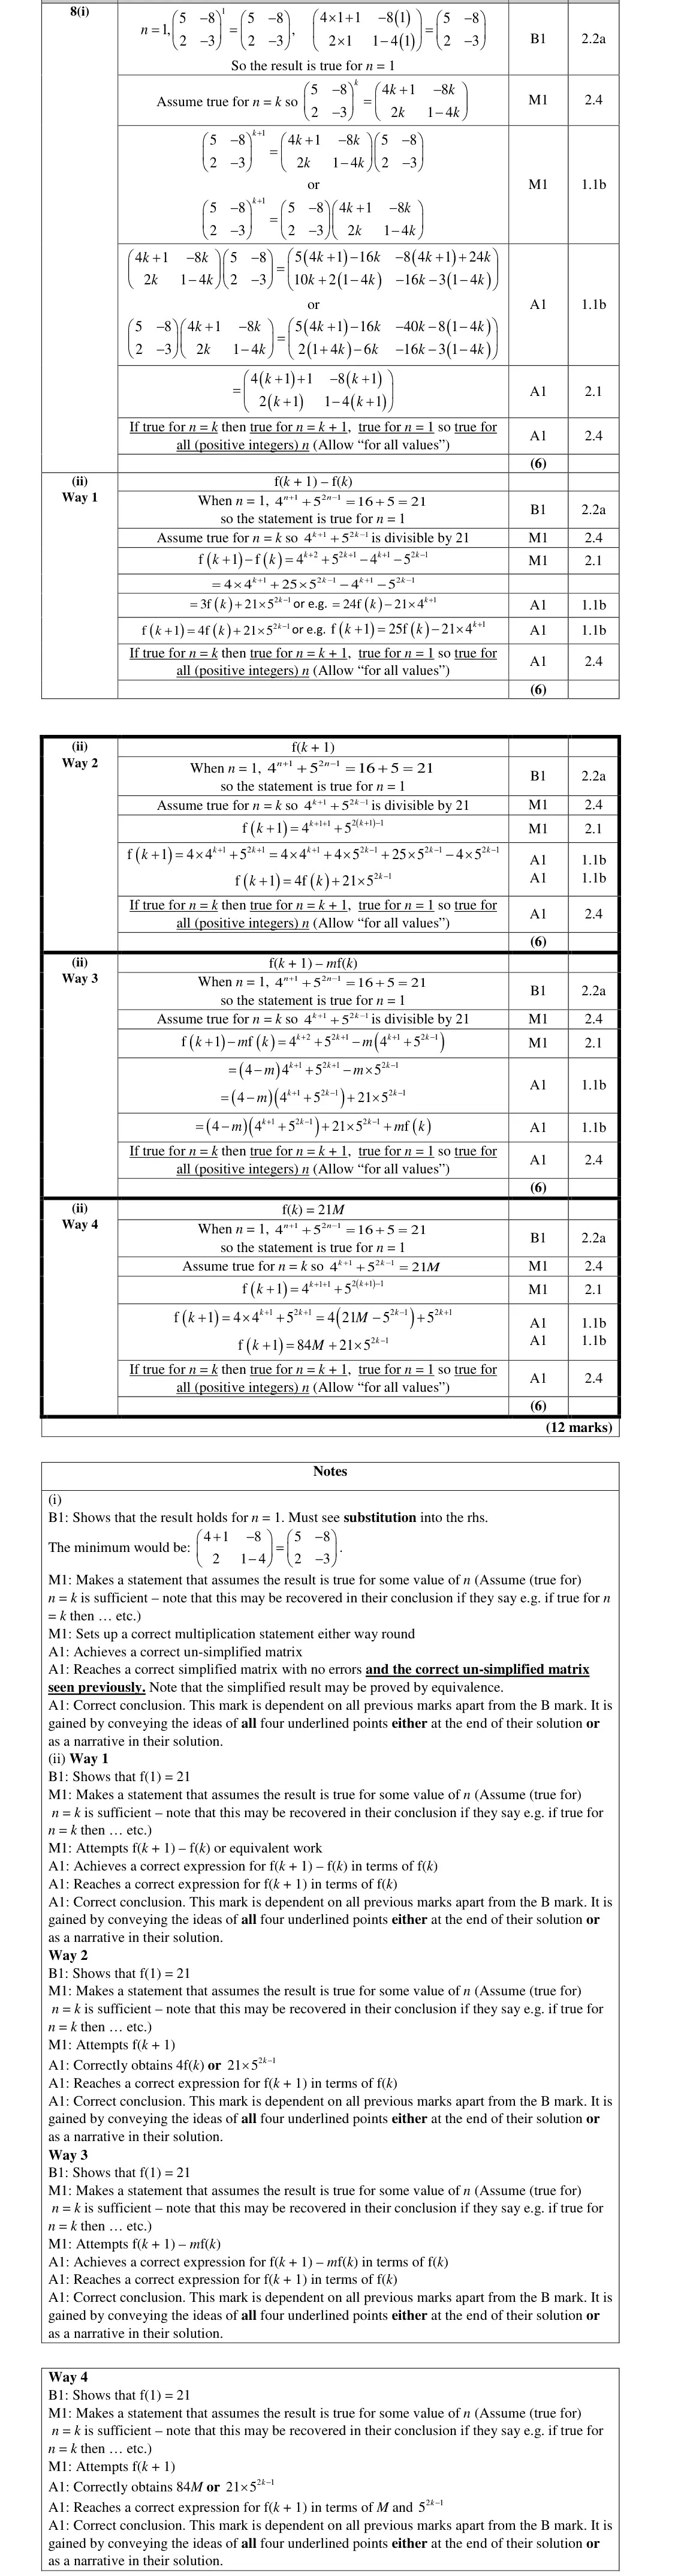 8(i)
n = 1, (5 −8; 2 −3)^1 = (5 −8; 2 −3), (4×1+1 −8(1); 2×1 1−4(1)) = (5 −8; 2 −3)
So the result is true for n = 1
B1 2.2a
Assume true for n = k so (5 −8; 2 −3)^k = (4k+1 −8k; 2k 1−4k)
M1 2.4
(5 −8; 2 −3)^(k+1) = (4k+1 −8k; 2k 1−4k)(5 −8; 2 −3)
or
(5 −8; 2 −3)^(k+1) = (5 −8; 2 −3)(4k+1 −8k; 2k 1−4k)
M1 1.1b
(4k+1 −8k; 2k 1−4k)(5 −8; 2 −3) = (5(4k+1)−16k −8(4k+1)+24k; 10k+2(1−4k) −16k−3(1−4k))
or
(5 −8; 2 −3)(4k+1 −8k; 2k 1−4k) = (5(4k+1)−16k −40k−8(1−4k); 2(1+4k)−6k −16k−3(1−4k))
A1 1.1b
= (4(k+1)+1 −8(k+1); 2(k+1) 1−4(k+1))
A1 2.1
If true for n = k then true for n = k + 1, true for n = 1 so true for
all (positive integers) n (Allow “for all values”)
A1 2.4
(6)
(ii)
Way 1
f(k + 1) – f(k)
When n = 1, 4^(n+1) + 5^(2n−1) = 16 + 5 = 21
so the statement is true for n = 1
B1 2.2a
Assume true for n = k so 4^(k+1) + 5^(2k−1) is divisible by 21
M1 2.4
f(k+1) − f(k) = 4^(k+2) + 5^(2k+1) − 4^(k+1) − 5^(2k−1)
M1 2.1
= 4×4^(k+1) + 25×5^(2k−1) − 4^(k+1) − 5^(2k−1)
= 3f(k) + 21×5^(2k−1) or e.g. = 24f(k) − 21×4^(k+1)
A1 1.1b
f(k+1) = 4f(k) + 21×5^(2k−1) or e.g. f(k+1) = 25f(k) − 21×4^(k+1)
A1 1.1b
If true for n = k then true for n = k + 1, true for n = 1 so true for
all (positive integers) n (Allow “for all values”)
A1 2.4
(6)
(ii)
Way 2
f(k + 1)
When n = 1, 4^(n+1) + 5^(2n−1) = 16 + 5 = 21
so the statement is true for n = 1
B1 2.2a
Assume true for n = k so 4^(k+1) + 5^(2k−1) is divisible by 21
M1 2.4
f(k+1) = 4^(k+1+1) + 5^(2(k+1)−1)
M1 2.1
f(k+1) = 4×4^(k+1) + 5^(2k+1) = 4×4^(k+1) + 4×5^(2k−1) + 25×5^(2k−1) − 4×5^(2k−1)
A1 1.1b
f(k+1) = 4f(k) + 21×5^(2k−1)
A1 1.1b
If true for n = k then true for n = k + 1, true for n = 1 so true for
all (positive integers) n (Allow “for all values”)
A1 2.4
(6)
(ii)
Way 3
f(k + 1) – mf(k)
When n = 1, 4^(n+1) + 5^(2n−1) = 16 + 5 = 21
so the statement is true for n = 1
B1 2.2a
Assume true for n = k so 4^(k+1) + 5^(2k−1) is divisible by 21
M1 2.4
f(k+1) − mf(k) = 4^(k+2) + 5^(2k+1) − m(4^(k+1) + 5^(2k−1))
M1 2.1
= (4−m)4^(k+1) + 5^(2k+1) − m×5^(2k−1)
= (4−m)(4^(k+1) + 5^(2k−1)) + 21×5^(2k−1)
A1 1.1b
= (4−m)(4^(k+1) + 5^(2k−1)) + 21×5^(2k−1) + mf(k)
A1 1.1b
If true for n = k then true for n = k + 1, true for n = 1 so true for
all (positive integers) n (Allow “for all values”)
A1 2.4
(6)
(ii)
Way 4
f(k) = 21M
When n = 1, 4^(n+1) + 5^(2n−1) = 16 + 5 = 21
so the statement is true for n = 1
B1 2.2a
Assume true for n = k so 4^(k+1) + 5^(2k−1) = 21M
M1 2.4
f(k+1) = 4^(k+1+1) + 5^(2(k+1)−1)
M1 2.1
f(k+1) = 4×4^(k+1) + 5^(2k+1) = 4(21M − 5^(2k−1)) + 5^(2k+1)
A1 1.1b
f(k+1) = 84M + 21×5^(2k−1)
A1 1.1b
If true for n = k then true for n = k + 1, true for n = 1 so true for
all (positive integers) n (Allow “for all values”)
A1 2.4
(6)
(12 marks)
Notes
(i)
B1: Shows that the result holds for n = 1. Must see substitution into the rhs.
The minimum would be: (4+1 −8; 2 1−4) = (5 −8; 2 −3).
M1: Makes a statement that assumes the result is true for some value of n (Assume (true for)
n = k is sufficient – note that this may be recovered in their conclusion if they say e.g. if true for n
= k then … etc.)
M1: Sets up a correct multiplication statement either way round
A1: Achieves a correct un-simplified matrix
A1: Reaches a correct simplified matrix with no errors and the correct un-simplified matrix
seen previously. Note that the simplified result may be proved by equivalence.
A1: Correct conclusion. This mark is dependent on all previous marks apart from the B mark. It is
gained by conveying the ideas of all four underlined points either at the end of their solution or
as a narrative in their solution.
(ii) Way 1
B1: Shows that f(1) = 21
M1: Makes a statement that assumes the result is true for some value of n (Assume (true for)
n = k is sufficient – note that this may be recovered in their conclusion if they say e.g. if true for
n = k then … etc.)
M1: Attempts f(k + 1) – f(k) or equivalent work
A1: Achieves a correct expression for f(k + 1) – f(k) in terms of f(k)
A1: Reaches a correct expression for f(k + 1) in terms of f(k)
A1: Correct conclusion. This mark is dependent on all previous marks apart from the B mark. It is
gained by conveying the ideas of all four underlined points either at the end of their solution or
as a narrative in their solution.
Way 2
B1: Shows that f(1) = 21
M1: Makes a statement that assumes the result is true for some value of n (Assume (true for)
n = k is sufficient – note that this may be recovered in their conclusion if they say e.g. if true for
n = k then … etc.)
M1: Attempts f(k + 1)
A1: Correctly obtains 4f(k) or 21×5^(2k−1)
A1: Reaches a correct expression for f(k + 1) in terms of f(k)
A1: Correct conclusion. This mark is dependent on all previous marks apart from the B mark. It is
gained by conveying the ideas of all four underlined points either at the end of their solution or
as a narrative in their solution.
Way 3
B1: Shows that f(1) = 21
M1: Makes a statement that assumes the result is true for some value of n (Assume (true for)
n = k is sufficient – note that this may be recovered in their conclusion if they say e.g. if true for
n = k then … etc.)
M1: Attempts f(k + 1) – mf(k)
A1: Achieves a correct expression for f(k + 1) – mf(k) in terms of f(k)
A1: Reaches a correct expression for f(k + 1) in terms of f(k)
A1: Correct conclusion. This mark is dependent on all previous marks apart from the B mark. It is
gained by conveying the ideas of all four underlined points either at the end of their solution or
as a narrative in their solution.
Way 4
B1: Shows that f(1) = 21
M1: Makes a statement that assumes the result is true for some value of n (Assume (true for)
n = k is sufficient – note that this may be recovered in their conclusion if they say e.g. if true for
n = k then … etc.)
M1: Attempts f(k + 1)
A1: Correctly obtains 84M or 21×5^(2k−1)
A1: Reaches a correct expression for f(k + 1) in terms of M and 5^(2k−1)
A1: Correct conclusion. This mark is dependent on all previous marks apart from the B mark. It is
gained by conveying the ideas of all four underlined points either at the end of their solution or
as a narrative in their solution.